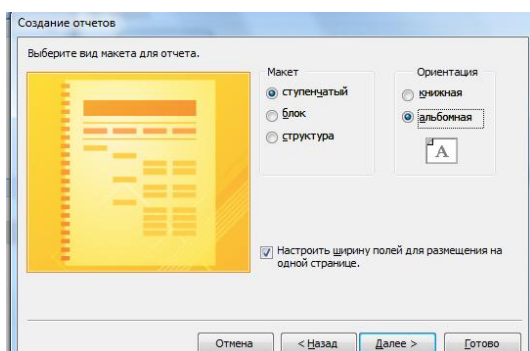 Создание отчетов
Выберите вид макета для отчета.
Макет
ступенчатый
блок
структура
Ориентация
книжная
альбомная
A
Настроить ширину полей для размещения на
одной странице.
Отмена
< Назад
Далее >
Готово